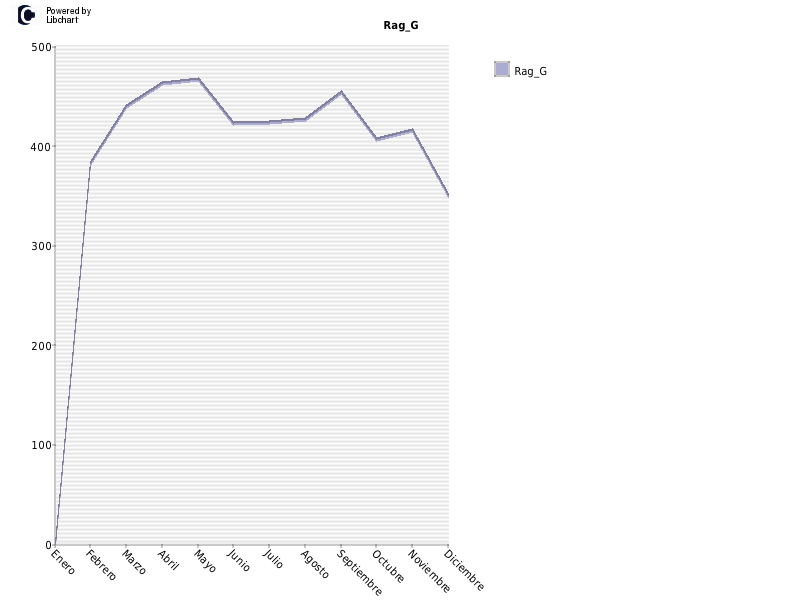 Powered by
Libchart
Rag_G
500
400
300
200
100
0
Rag_G
Enero
Febrero
Marzo
Abril
Mayo
Junio
Julio
Agosto
Septiembre
Octubre
Noviembre
Diciembre